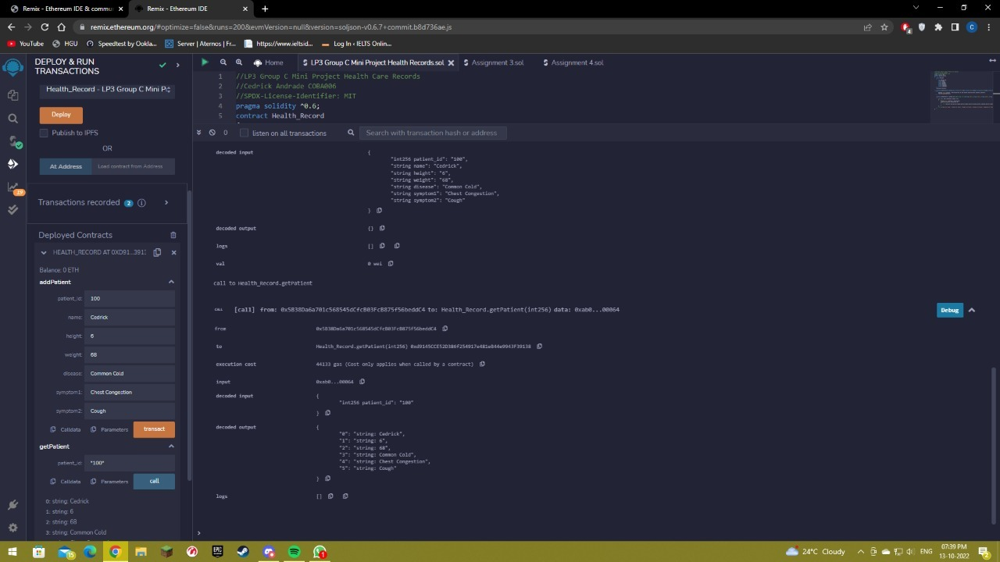 Remix - Ethereum IDE & commu
Remix - Ethereum IDE
remix.ethereum.org/#optimize=false&runs=200&evmVersion=null&version=soljson-v0.6.7+commit.b8d736ae.js
YouTube
HGU
Speedtest by Ookla...
Server | Aternos | Fr...
https://www.ieltsid...
Log in - IELTS Onlin...
DEPLOY & RUN
TRANSACTIONS
Home
LP3 Group C Mini Project Health Records.sol
Assignment 3.sol
Assignment 4.sol
Health_Record - LP3 Group C Mini
Deploy
Publish to IPFS
OR
At Address
Load contract from Address
Transactions recorded 2
Deployed Contracts
HEALTH_RECORD AT 0XD91...3913
Balance: 0 ETH
addPatient
patient_id: 100
name: Cedrick
height: 6
weight: 68
disease: Common Cold
symptom1: Chest Congestion
symptom2: Cough
Calldata Parameters transact
getPatient
patient_id: "100"
Calldata Parameters call
0: string: Cedrick
1: string: 6
2: string: 68
3: string: Common Cold
1 //LP3 Group C Mini Project Health Care Records
2 //Cedrick Andrade COBA006
3 //SPDX-License-Identifier: MIT
4 pragma solidity ^0.6;
5 contract Health_Record
0 listen on all transactions Search with transaction hash or address
decoded input {
"int256 patient_id": "100",
"string name": "Cedrick",
"string height": "6",
"string weight": "68",
"string disease": "Common Cold",
"string symptom1": "Chest Congestion",
"string symptom2": "Cough"
}
decoded output {}
logs []
val 0 wei
call to Health_Record.getPatient
CALL [call] from: 0x5B38Da6a701c568545dCfcB03FcB875f56beddC4 to: Health_Record.getPatient(int256) data: 0xab0...00064
Debug
from 0x5B38Da6a701c568545dCfcB03FcB875f56beddC4
to Health_Record.getPatient(int256) 0xd9145CCE52D386f254917e481eB44e9943F39138
execution cost 44133 gas (Cost only applies when called by a contract)
input 0xab0...00064
decoded input {
"int256 patient_id": "100"
}
decoded output {
"0": "string: Cedrick",
"1": "string: 6",
"2": "string: 68",
"3": "string: Common Cold",
"4": "string: Chest Congestion",
"5": "string: Cough"
}
logs []
>
24°C Cloudy
ENG
07:39 PM
13-10-2022